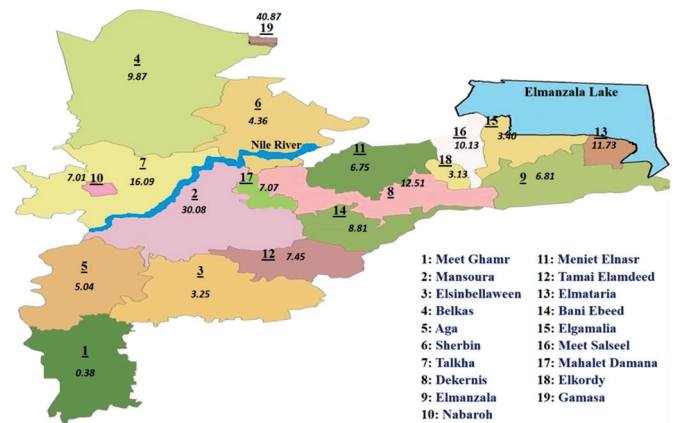 40.87
19
4
9.87
6
4.36
Elmanzala Lake
15
3.40
16
10.13
13
11.73
Nile River
11
6.75
7.01
10
7
16.09
18
3.13
9
6.81
17
7.07
12.51
8
2
30.08
14
8.81
12
7.45
5
5.04
3
3.25
1
0.38
1: Meet Ghamr
2: Mansoura
3: Elsinbellaween
4: Belkas
5: Aga
6: Sherbin
7: Talkha
8: Dekernis
9: Elmanzala
10: Nabaroh
11: Meniet Elnasr
12: Tamai Elamdeed
13: Elmataria
14: Bani Ebeed
15: Elgamalia
16: Meet Salseel
17: Mahalet Damana
18: Elkordy
19: Gamasa